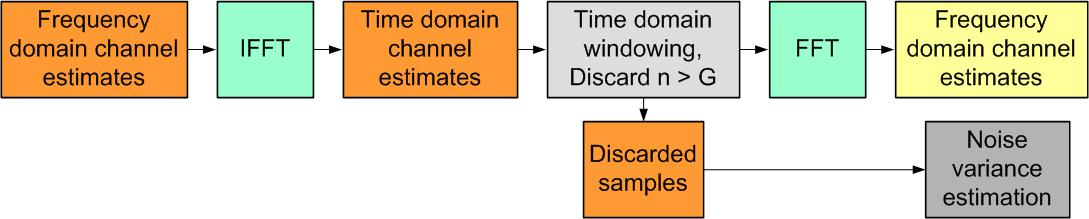 Frequency
domain channel
estimates
IFFT
Time domain
channel
estimates
Time domain
windowing,
Discard n > G
FFT
Frequency
domain channel
estimates
Discarded
samples
Noise
variance
estimation